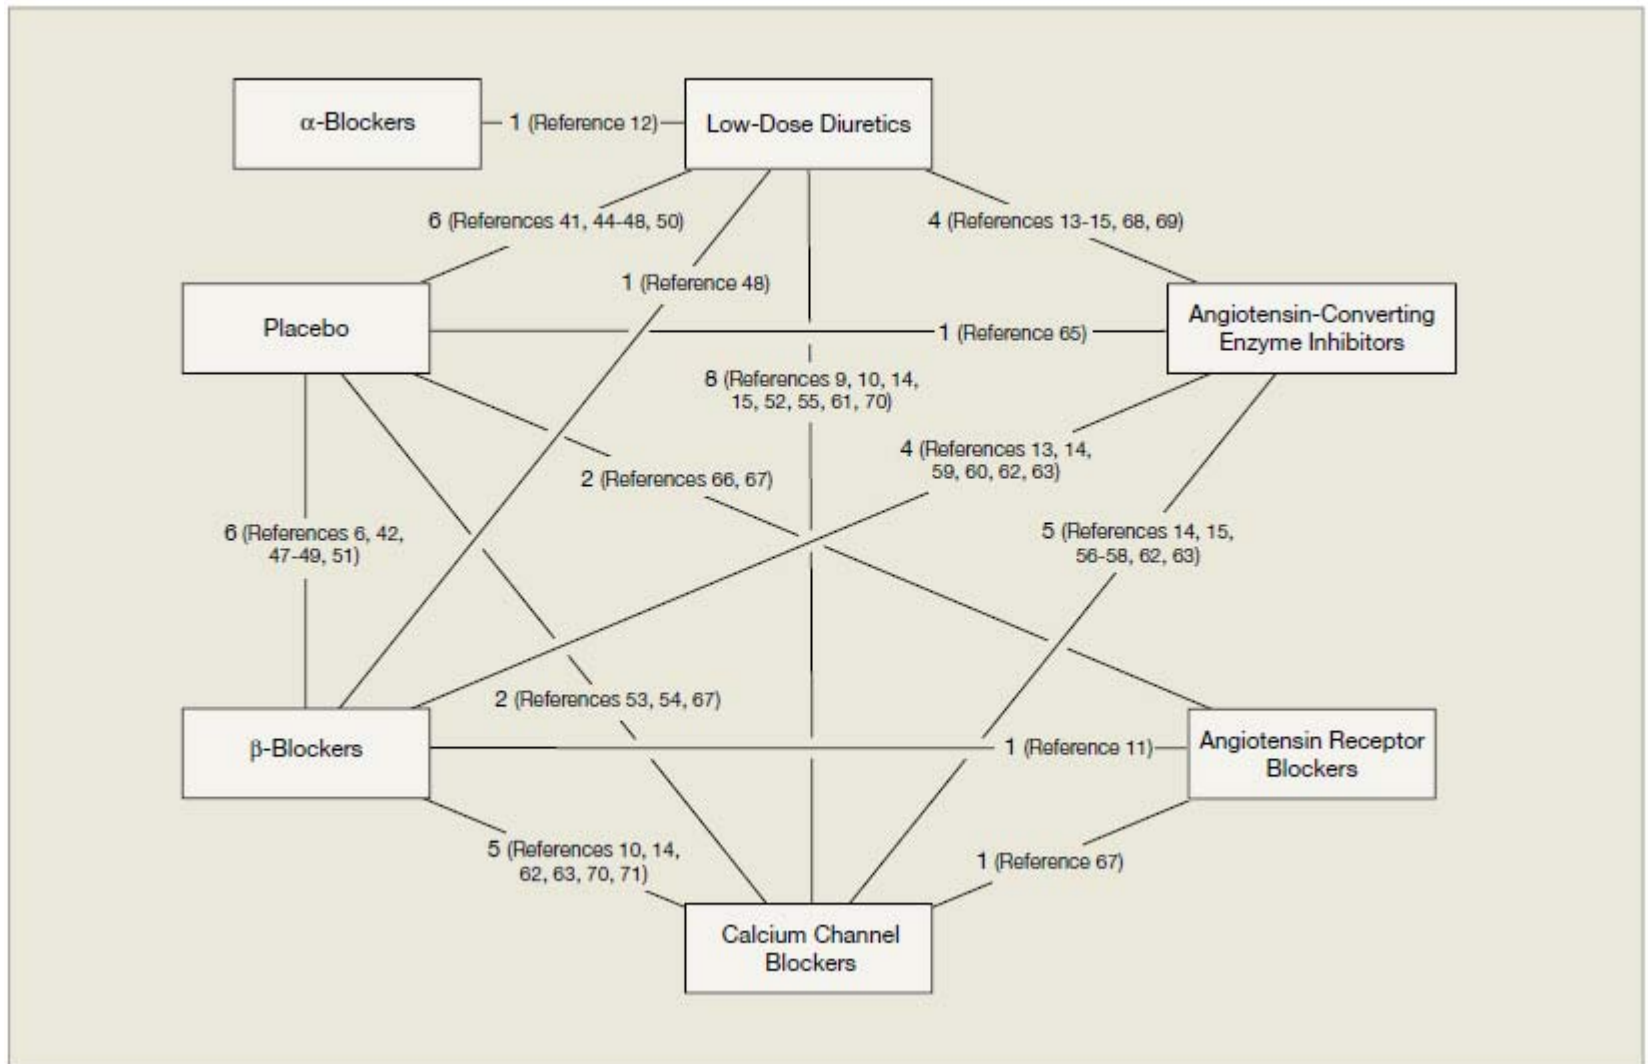 α-Blockers
1 (Reference 12)
Low-Dose Diuretics
6 (References 41, 44-48, 50)
4 (References 13-15, 68, 69)
1 (Reference 48)
Placebo
1 (Reference 65)
Angiotensin-Converting
Enzyme Inhibitors
8 (References 9, 10, 14,
15, 52, 55, 61, 70)
4 (References 13, 14,
59, 60, 62, 63)
2 (References 66, 67)
6 (References 6, 42,
47-49, 51)
5 (References 14, 15,
56-58, 62, 63)
2 (References 53, 54, 67)
β-Blockers
1 (Reference 11)
Angiotensin Receptor
Blockers
5 (References 10, 14,
62, 63, 70, 71)
1 (Reference 67)
Calcium Channel
Blockers